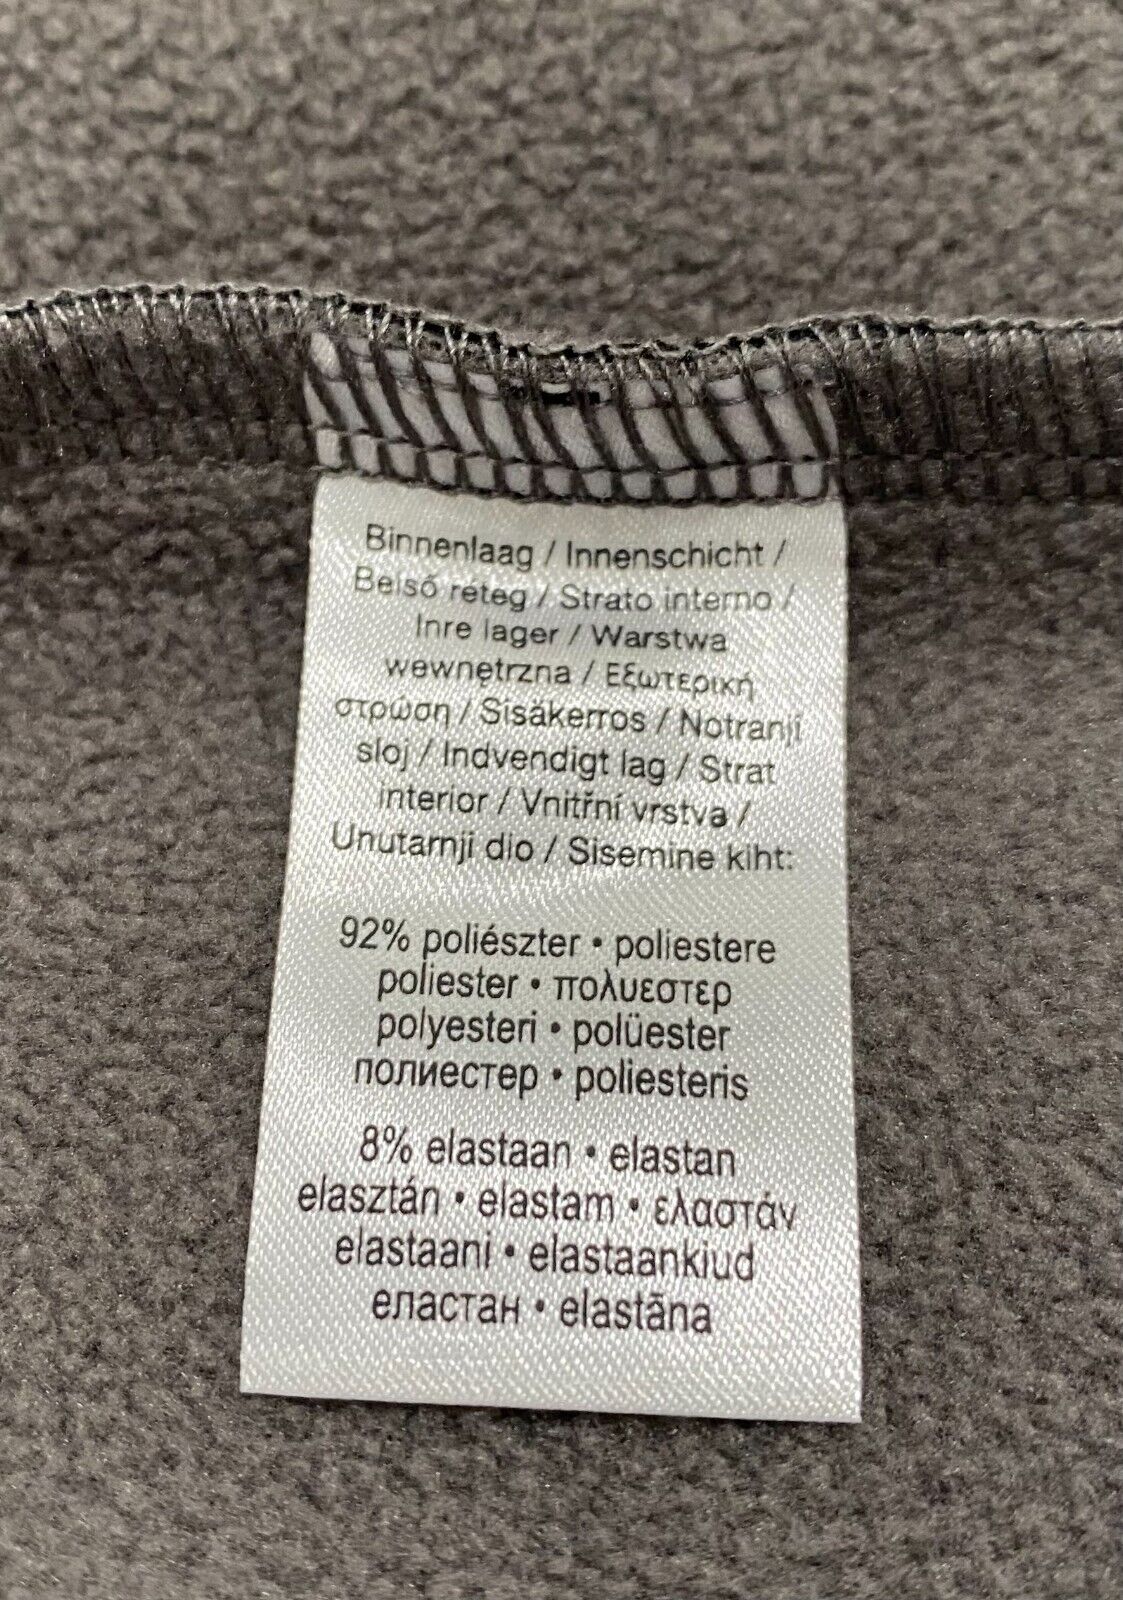 Binnenlaag / Innenschicht /
Belső réteg / Strato interno /
Inre lager / Warstwa
wewnętrzna / Εξωτερική
στρώση / Sisäkerros / Notranji
sloj / Indvendigt lag / Strat
interior / Vnitřní vrstva /
Unutarnji dio / Sisemine kiht:
92% poliészter • poliestere
poliester • πολυεστερ
polyesteri • polüester
полиестер • poliesteris
8% elastaan • elastan
elasztán • elastam • ελαστάν
elastaani • elastaankiud
еластан • elastāna